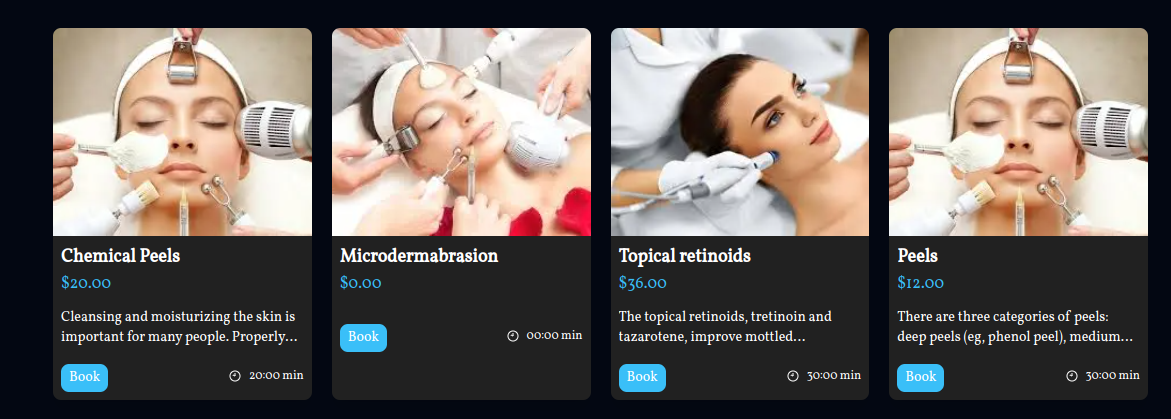 Chemical Peels
$20.00
Cleansing and moisturizing the skin is
important for many people. Properly...
Book
20:00 min
Microdermabrasion
$0.00
Book
00:00 min
Topical retinoids
$36.00
The topical retinoids, tretinoin and
tazarotene, improve mottled...
Book
30:00 min
Peels
$12.00
There are three categories of peels:
deep peels (eg, phenol peel), medium...
Book
30:00 min